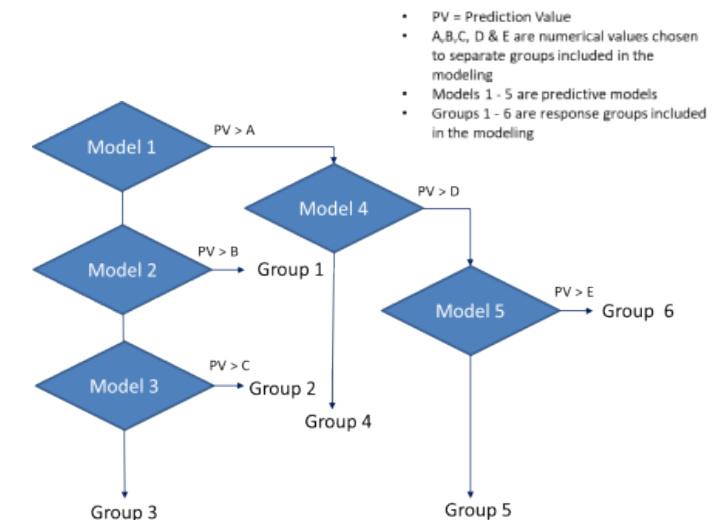 • PV = Prediction Value
• A,B,C, D & E are numerical values chosen
to separate groups included in the
modeling
• Models 1 - 5 are predictive models
• Groups 1 - 6 are response groups included
in the modeling
Model 1
PV > A
Model 4
PV > D
Model 2
PV > B
Group 1
Model 5
PV > E
Group 6
Model 3
PV > C
Group 2
Group 4
Group 3
Group 5